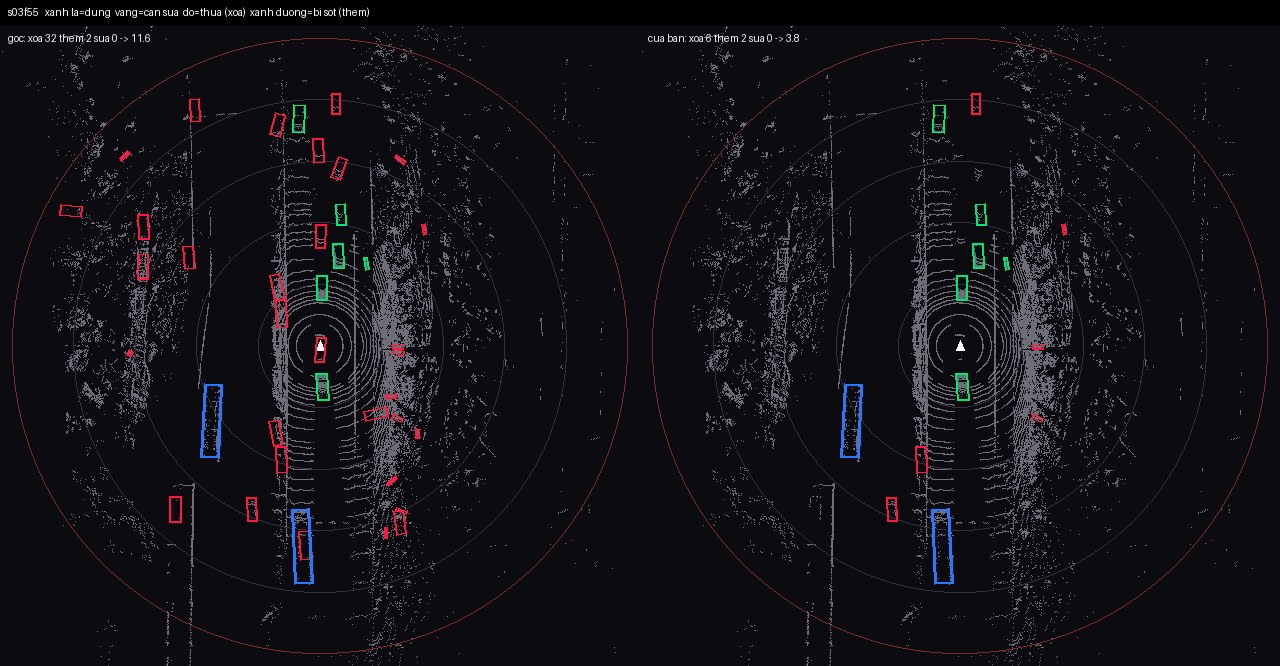 s03f55 xanh la=dung vang=can sua do=thua (xoa) xanh duong=bi sot (them)
goc: xoa 32 them 2 sua 0 -> 11.6
cua ban: xoa 6 them 2 sua 0 -> 3.8